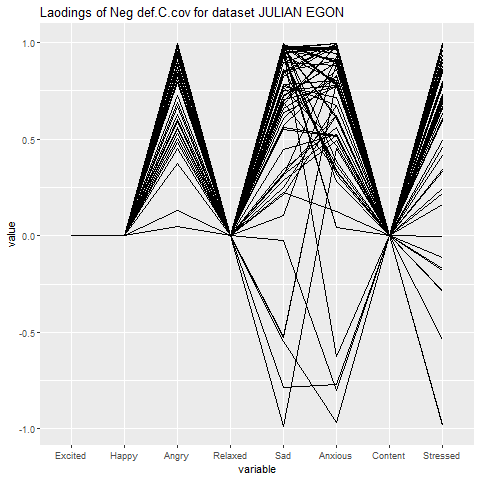 Laodings of Neg def.C.cov for dataset JULIAN EGON
1.0
0.5
0.0
-0.5
-1.0
value
Excited Happy Angry Relaxed Sad Anxious Content Stressed
variable